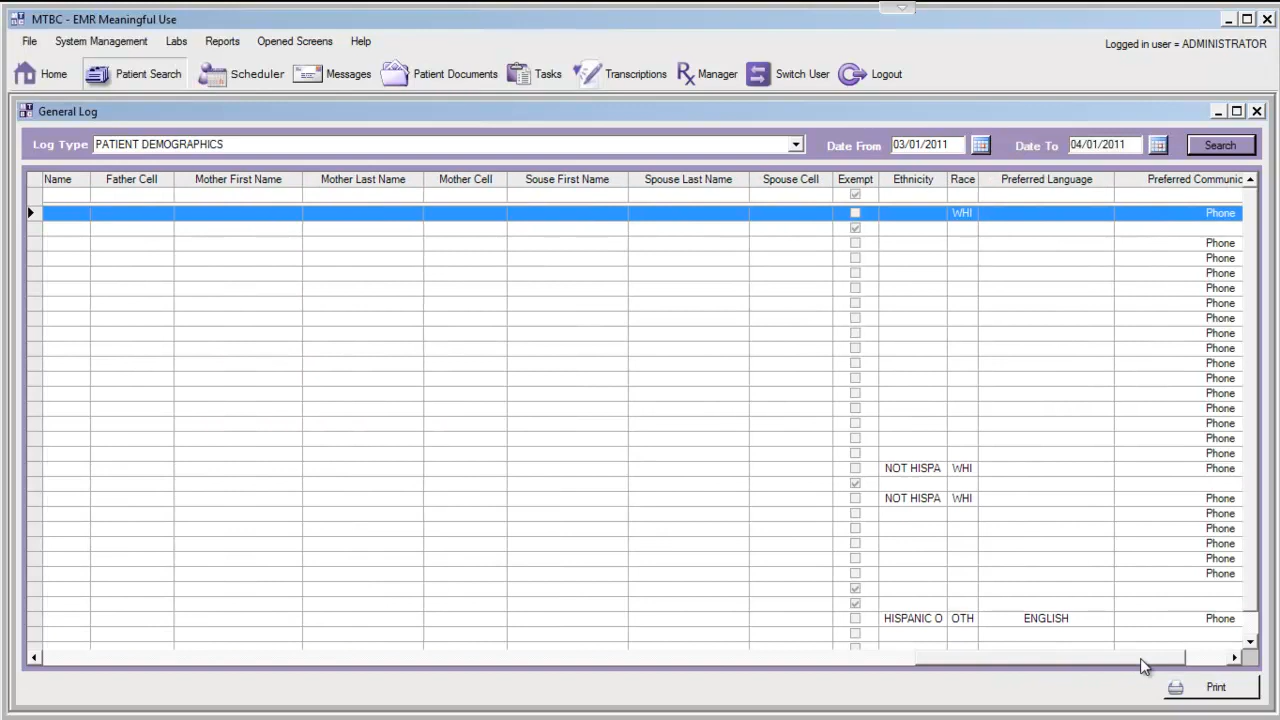 MTBC - EMR Meaningful Use
File System Management Labs Reports Opened Screens Help
Logged in user = ADMINISTRATOR
Home Patient Search Scheduler Messages Patient Documents Tasks Transcriptions Manager Switch User Logout
General Log
Log Type PATIENT DEMOGRAPHICS Date From 03/01/2011 Date To 04/01/2011 Search
Name Father Cell Mother First Name Mother Last Name Mother Cell Souse First Name Spouse Last Name Spouse Cell Exempt Ethnicity Race Preferred Language Preferred Communic
WHI Phone
Phone
Phone
Phone
Phone
Phone
Phone
Phone
Phone
Phone
Phone
Phone
Phone
Phone
Phone
NOT HISPA WHI Phone
NOT HISPA WHI Phone
Phone
Phone
Phone
Phone
Phone
HISPANIC O OTH ENGLISH Phone
Print